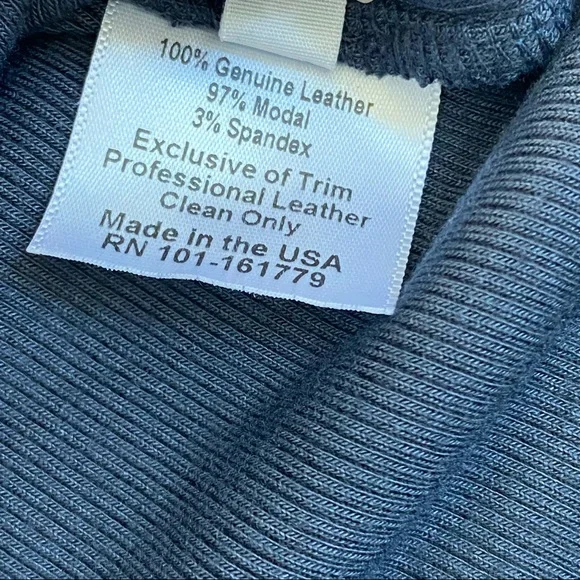 100% Genuine Leather
97% Modal
3% Spandex
Exclusive of Trim
Professional Leather
Clean Only
Made in the USA
RN 101-161779